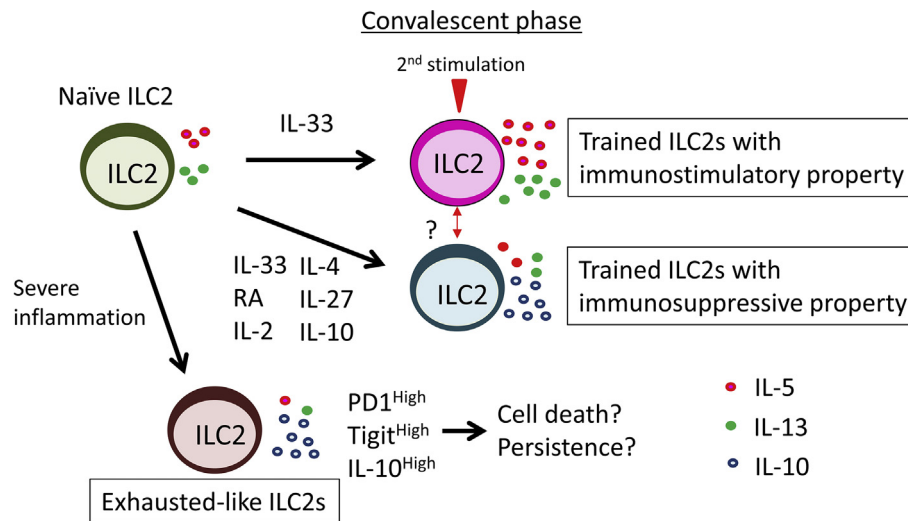 Convalescent phase
2nd stimulation
Naïve ILC2
IL-33
ILC2
ILC2
Trained ILC2s with
immunostimulatory property
?
IL-33 IL-4
RA IL-27
IL-2 IL-10
ILC2
Trained ILC2s with
immunosuppressive property
Severe
inflammation
ILC2
PD1High
Tigit High
IL-10High
Cell death?
Persistence?
IL-5
IL-13
IL-10
Exhausted-like ILC2s